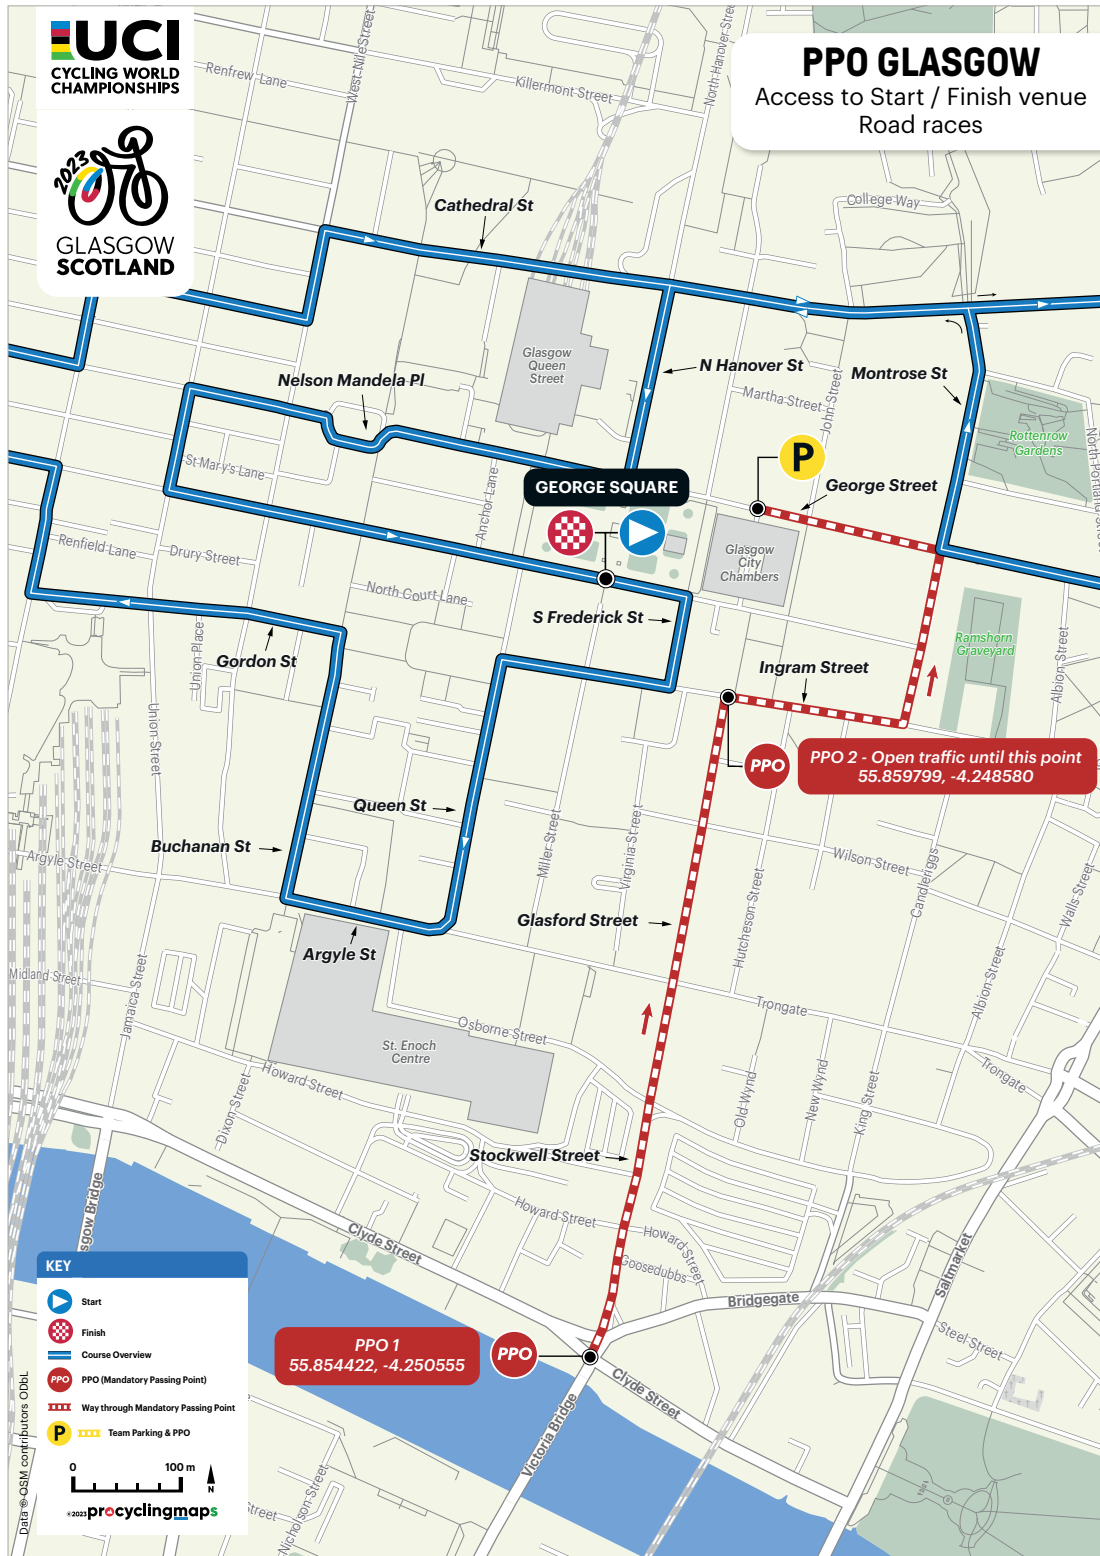 UCI
CYCLING WORLD
CHAMPIONSHIPS
2023
GLASGOW
SCOTLAND
PPO GLASGOW
Access to Start / Finish venue
Road races
Renfrew Lane
West Nile Street
Killermont Street
North Hanover Street
College Way
Cathedral St
Glasgow
Queen
Street
N Hanover St
Montrose St
Nelson Mandela Pl
Martha Street
John Street
Rottenrow
Gardens
North Portland Street
St Mary's Lane
Anchor Lane
P
George Street
GEORGE SQUARE
Renfield Lane
Drury Street
North Court Lane
Glasgow
City
Chambers
S Frederick St
Gordon St
Union Place
Union Street
Ingram Street
Ramshorn
Graveyard
Albion Street
PPO
PPO 2 - Open traffic until this point
55.859799, -4.248580
Queen St
Buchanan St
Argyle Street
Miller Street
Virginia Street
Wilson Street
Candleriggs
Walls Street
Hutcheson Street
Glasford Street
Argyle St
Midland Street
Jamaica Street
Trongate
Albion Street
Osborne Street
St. Enoch
Centre
Howard Street
Dixon Street
Old Wynd
New Wynd
King Street
Trongate
Stockwell Street
Howard Street
Howard Street
Goosedubbs
Clyde Street
Bridgegate
Saltmarket
Steel Street
sgow Bridge
PPO 1
55.854422, -4.250555
PPO
Clyde Street
Victoria Bridge
Nicholson Street
Street
KEY
Start
Finish
Course Overview
PPO
PPO (Mandatory Passing Point)
Way through Mandatory Passing Point
P
Team Parking & PPO
0
100 m
N
©2023 procyclingmaps
Data © OSM contributors ODbL